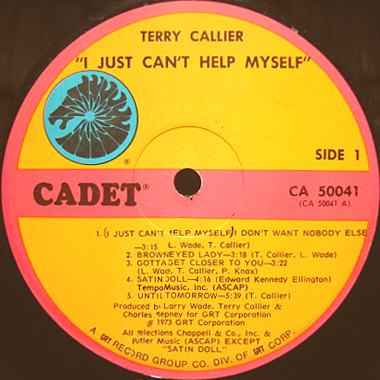 TERRY CALLIER
"I JUST CAN'T HELP MYSELF"
®
SIDE 1
CADET®
CA 50041
(CA 50041 A)
1. (I JUST CAN'T HELP MYSELF) I DON'T WANT NOBODY ELSE
—3:15 L. Wade, T. Callier)
2. BROWNEYED LADY—3:18 (T. Callier, L. Wade)
3. GOTTAGET CLOSER TO YOU—3:22
(L. Wade, T. Callier, P. Knox)
4. SATIN DOLL—4:16 (Edward Kennedy Ellington)
TempoMusic, Inc. (ASCAP)
5. UNTILTOMORROW—5:39 (T. Callier)
Produced by Larry Wade, Terry Callier &
Charles Stepney for GRT Corporation
℗ 1973 GRT Corporation
All selections Chappell & Co., Inc. &
Butler Music (ASCAP) EXCEPT
"SATIN DOLL"
A GRT RECORD GROUP CO. DIV. OF GRT CORP.